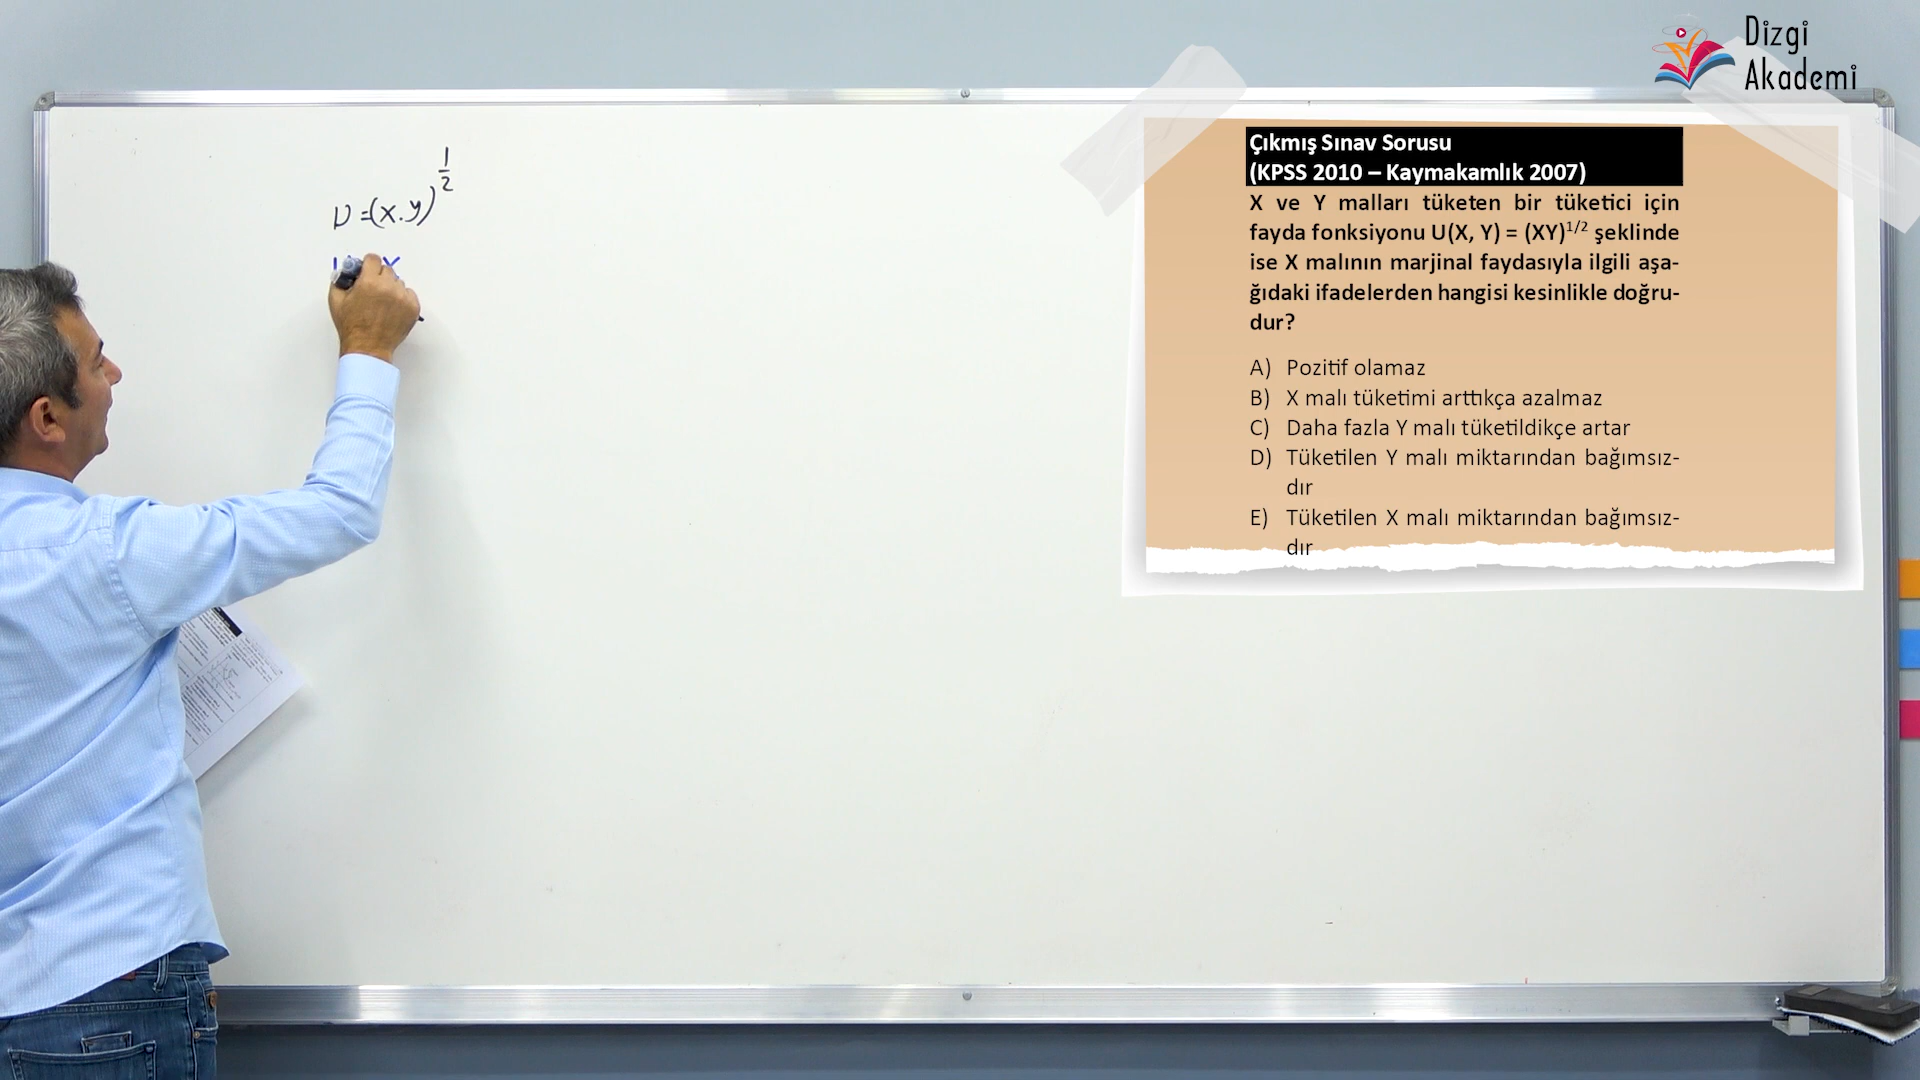 Dizgi
Akademi
U = (x.y)^1/2
Çıkmış Sınav Sorusu
(KPSS 2010 – Kaymakamlık 2007)
X ve Y malları tüketen bir tüketici için
fayda fonksiyonu U(X, Y) = (XY)^1/2 şeklinde
ise X malının marjinal faydasıyla ilgili aşa-
ğıdaki ifadelerden hangisi kesinlikle doğru-
dur?
A) Pozitif olamaz
B) X malı tüketimi arttıkça azalmaz
C) Daha fazla Y malı tüketildikçe artar
D) Tüketilen Y malı miktarından bağımsız-
dır
E) Tüketilen X malı miktarından bağımsız-
dır